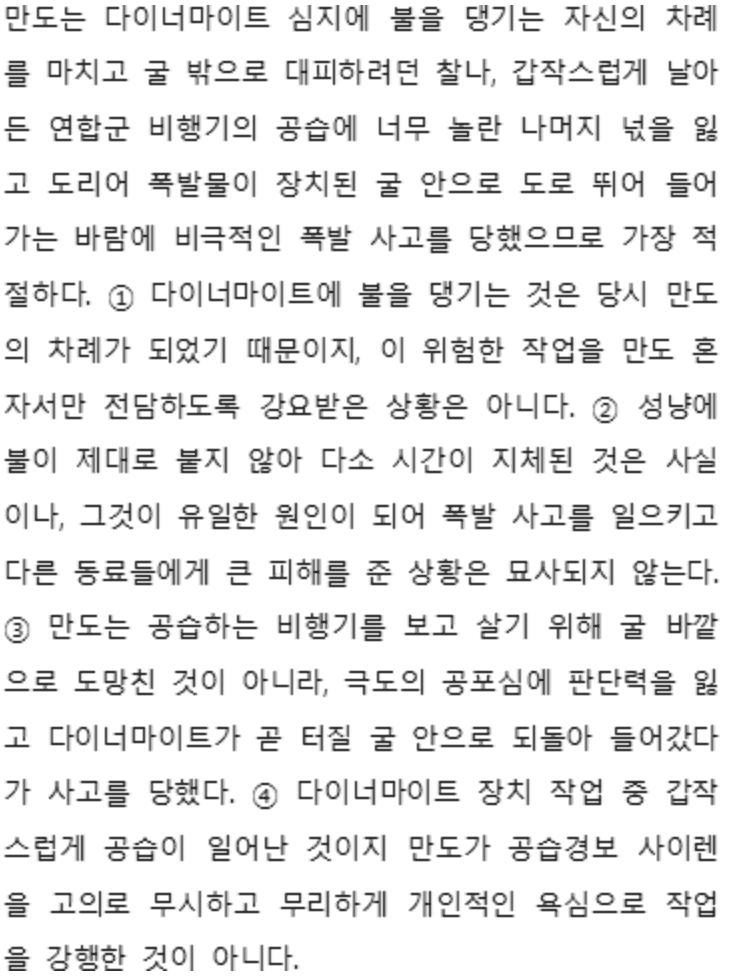 만도는 다이너마이트 심지에 불을 댕기는 자신의 차례
를 마치고 굴 밖으로 대피하려던 찰나, 갑작스럽게 날아
든 연합군 비행기의 공습에 너무 놀란 나머지 넋을 잃
고 도리어 폭발물이 장치된 굴 안으로 도로 뛰어 들어
가는 바람에 비극적인 폭발 사고를 당했으므로 가장 적
절하다. ① 다이너마이트에 불을 댕기는 것은 당시 만도
의 차례가 되었기 때문이지, 이 위험한 작업을 만도 혼
자서만 전담하도록 강요받은 상황은 아니다. ② 성냥에
불이 제대로 붙지 않아 다소 시간이 지체된 것은 사실
이나, 그것이 유일한 원인이 되어 폭발 사고를 일으키고
다른 동료들에게 큰 피해를 준 상황은 묘사되지 않는다.
③ 만도는 공습하는 비행기를 보고 살기 위해 굴 바깥
으로 도망친 것이 아니라, 극도의 공포심에 판단력을 잃
고 다이너마이트가 곧 터질 굴 안으로 되돌아 들어갔다
가 사고를 당했다. ④ 다이너마이트 장치 작업 중 갑작
스럽게 공습이 일어난 것이지 만도가 공습경보 사이렌
을 고의로 무시하고 무리하게 개인적인 욕심으로 작업
을 강행한 것이 아니다.